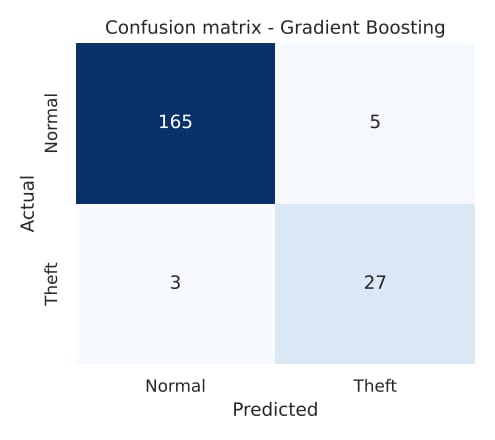 Confusion matrix - Gradient Boosting
Actual
Normal
165
5
Theft
3
27
Normal
Theft
Predicted